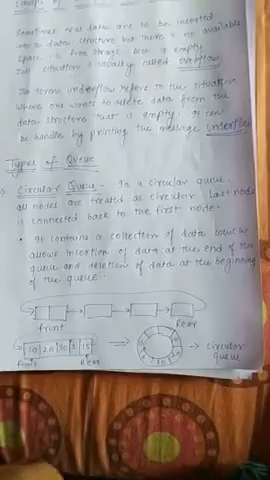 Sometimes new data are to be inserted
into a data structure but there is no available
space i.e. free storage list is empty.
This situation is usually called overflow.
The term underflow refers to the situation
where one wants to delete data from the
data structure that is empty. It can
be handle by printing the message underflow
Types of Queue
Circular Queue - In a circular queue
all nodes are treated as circular. Last node
is connected back to the first node.
It contains a collection of data which
allows insertion of data at the end of the
queue and deletion of data at the beginning
of the queue.
front Rear
10 20 30 5 15 → circular
front Rear queue